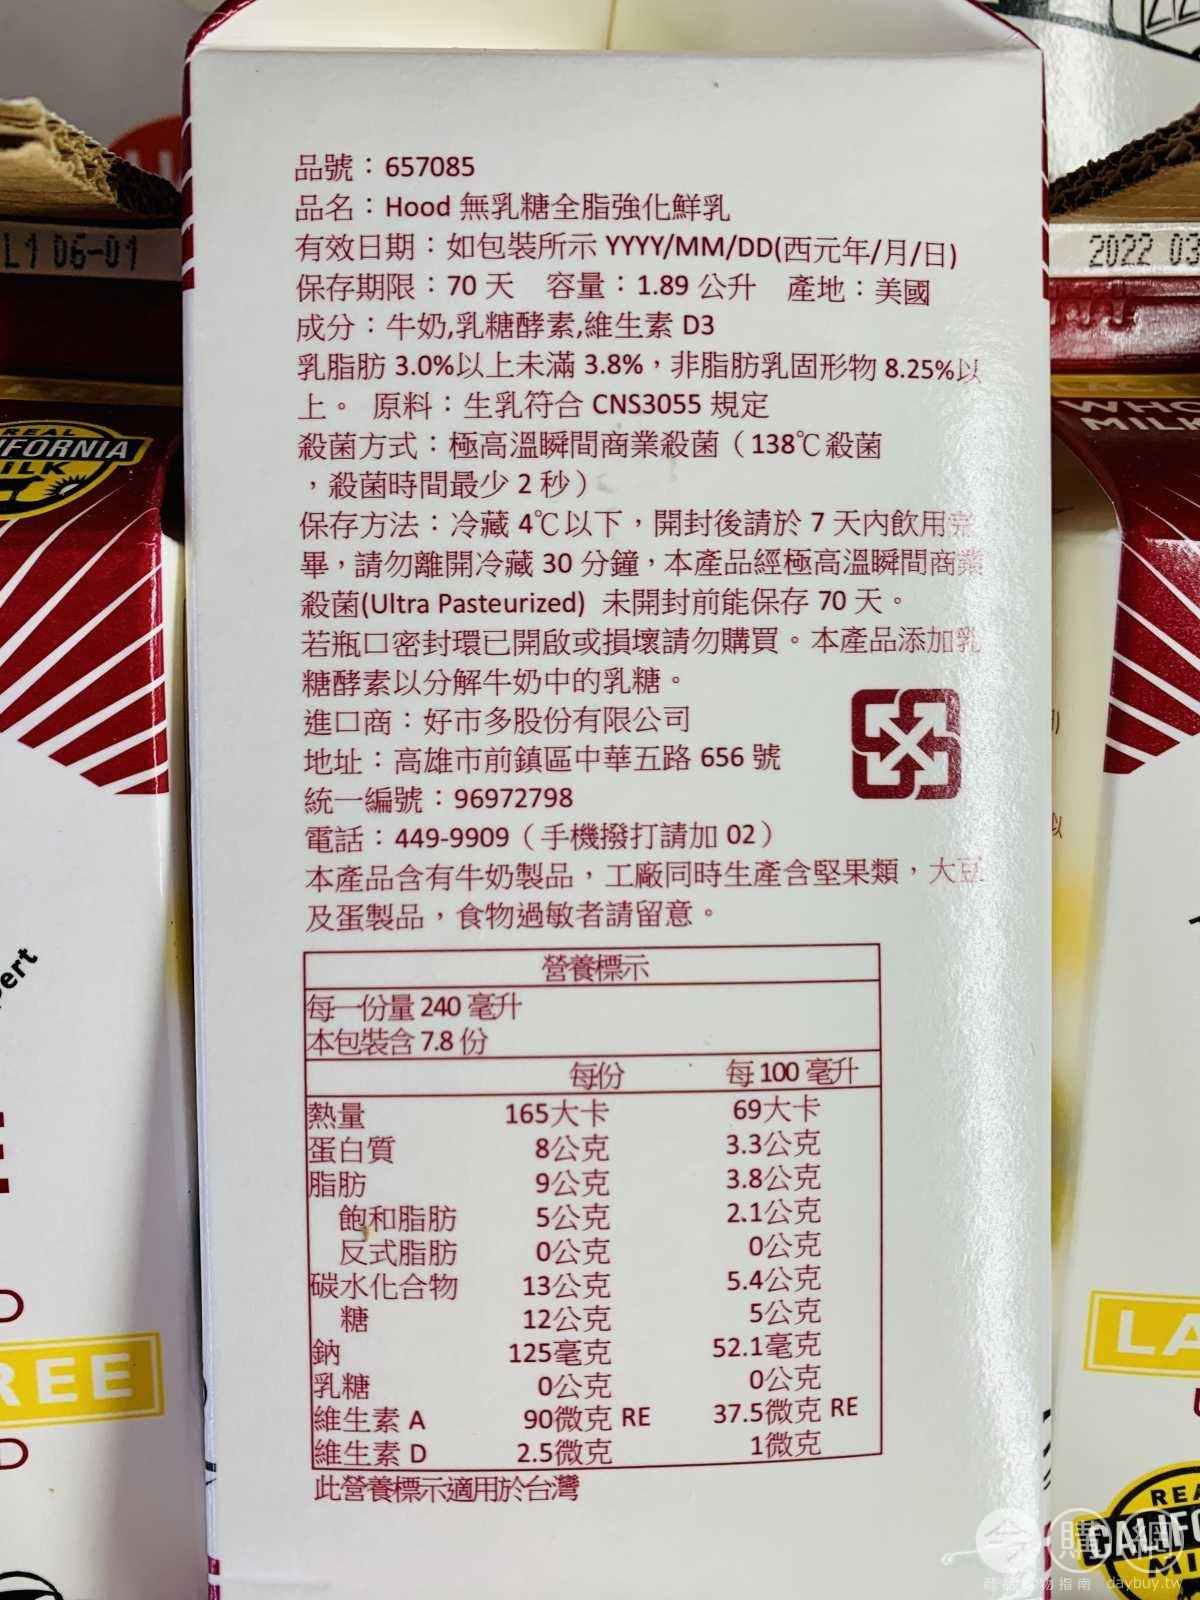 品號：657085
品名：Hood 無乳糖全脂強化鮮乳
有效日期：如包裝所示 YYYY/MM/DD(西元年/月/日)
保存期限：70 天　容量：1.89 公升　產地：美國
成分：牛奶,乳糖酵素,維生素 D3
乳脂肪 3.0%以上未滿 3.8%，非脂肪乳固形物 8.25%以
上。 原料：生乳符合 CNS3055 規定
殺菌方式：極高溫瞬間商業殺菌（138℃殺菌
，殺菌時間最少 2 秒）
保存方法：冷藏 4℃以下，開封後請於 7 天內飲用完
畢，請勿離開冷藏 30 分鐘，本產品經極高溫瞬間商業
殺菌(Ultra Pasteurized) 未開封前能保存 70 天。
若瓶口密封環已開啟或損壞請勿購買。本產品添加乳
糖酵素以分解牛奶中的乳糖。
進口商：好市多股份有限公司
地址：高雄市前鎮區中華五路 656 號
統一編號：96972798
電話：449-9909（手機撥打請加 02）
本產品含有牛奶製品，工廠同時生產含堅果類，大豆
及蛋製品，食物過敏者請留意。
營養標示
每一份量 240 毫升
本包裝含 7.8 份
每份 每 100 毫升
熱量 165大卡 69大卡
蛋白質 8公克 3.3公克
脂肪 9公克 3.8公克
飽和脂肪 5公克 2.1公克
反式脂肪 0公克 0公克
碳水化合物 13公克 5.4公克
糖 12公克 5公克
鈉 125毫克 52.1毫克
乳糖 0公克 0公克
維生素 A 90微克 RE 37.5微克 RE
維生素 D 2.5微克 1微克
此營養標示適用於台灣
L1 06-01
REAL
IFORNIA
ILK
ert
REE
D
2022 03
WHO
MILK
LA
REA
CALIFO
MI
今購網
商品購物指南 daybuy.tw